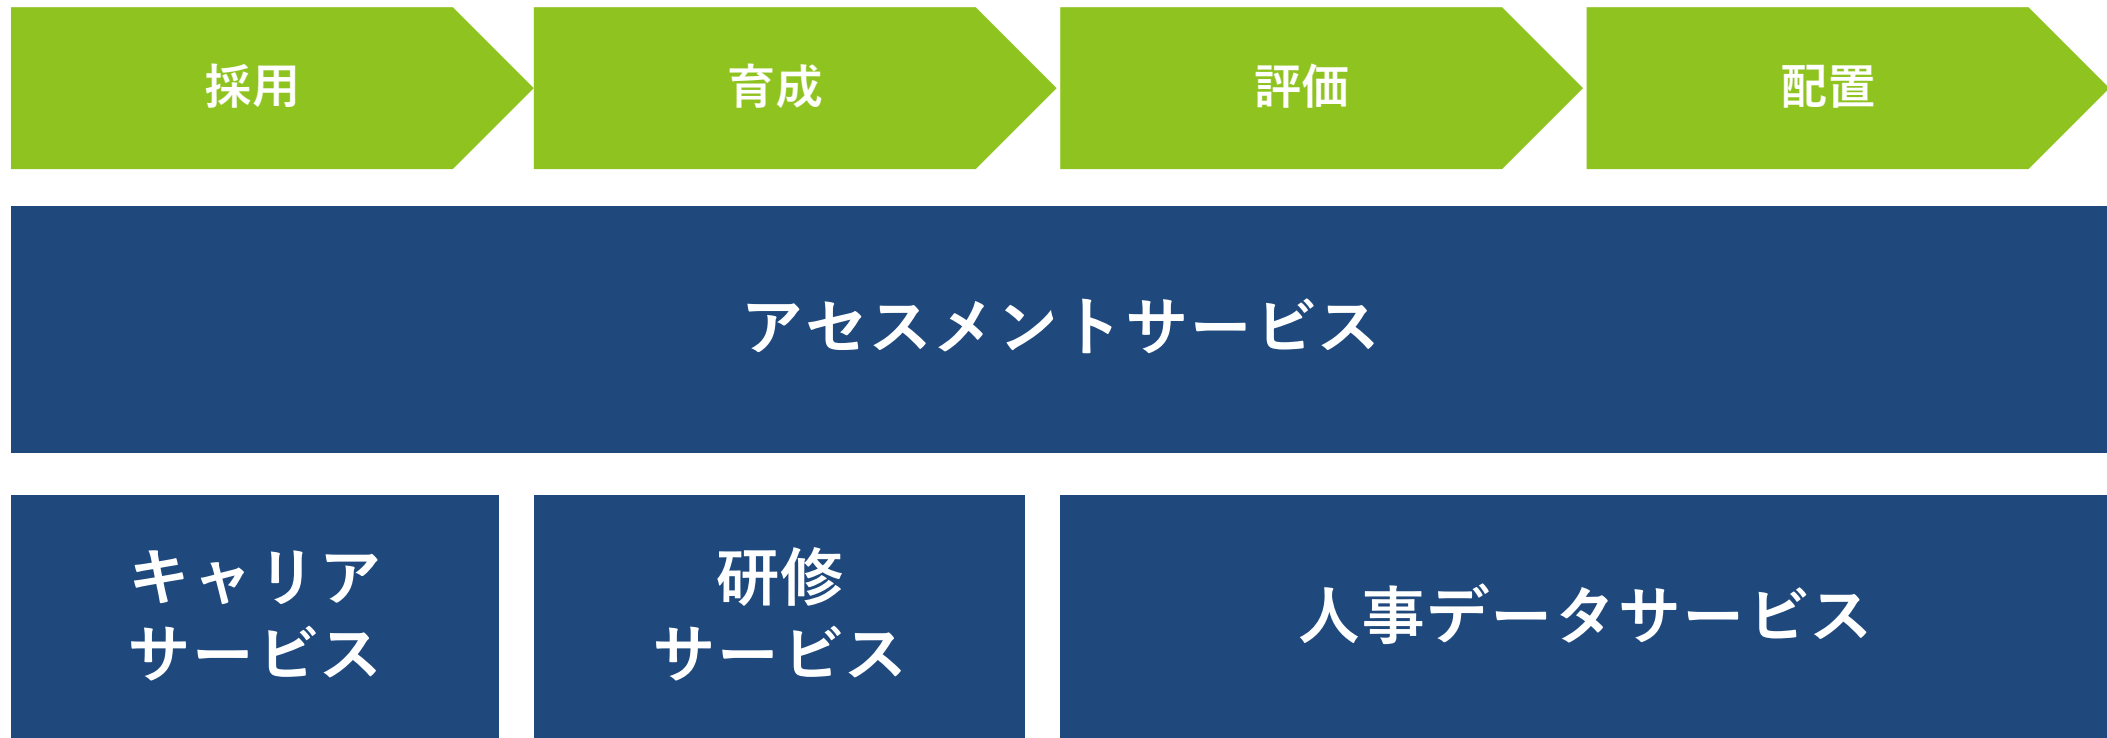 採用
育成
評価
配置
アセスメントサービス
キャリア
サービス
研修
サービス
人事データサービス